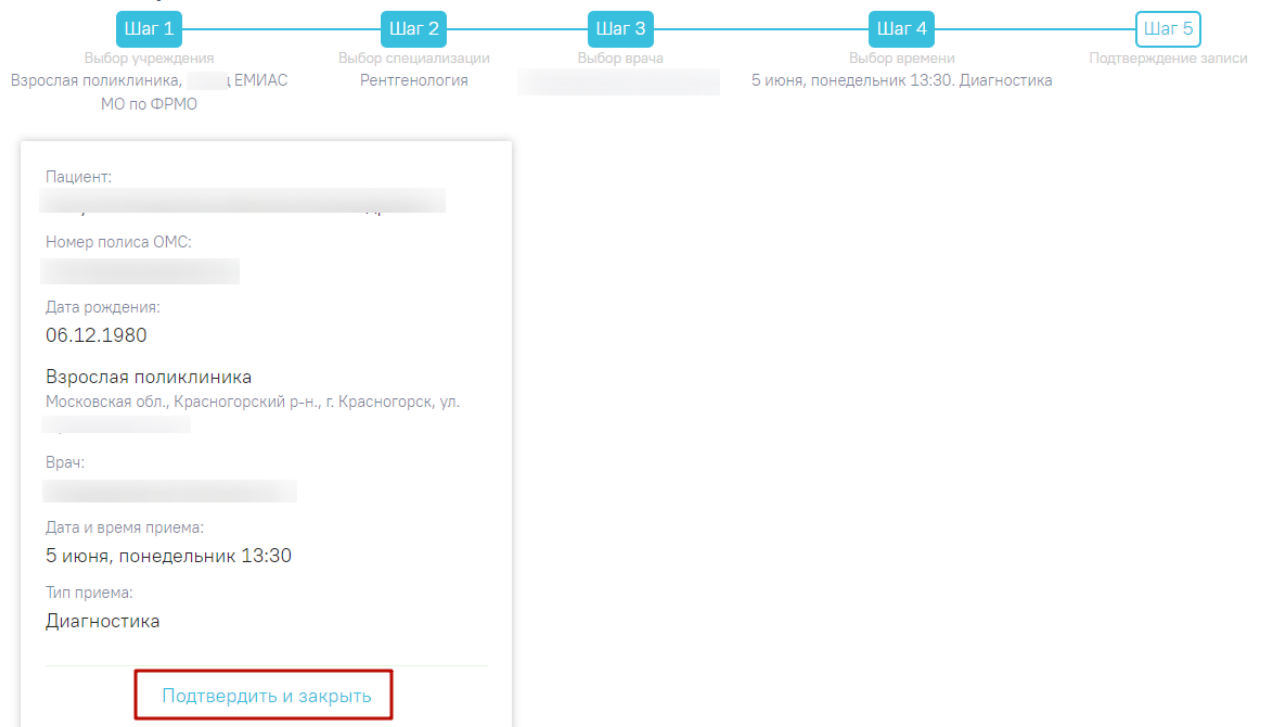 Шаг 1
Шаг 2
Шаг 3
Шаг 4
Шаг 5
Выбор учреждения
Выбор специализации
Выбор врача
Выбор времени
Подтверждение записи
Взрослая поликлиника, ЕМИАС
МО по ФРМО
Рентгенология
5 июня, понедельник 13:30. Диагностика
Пациент:
Номер полиса ОМС:
Дата рождения:
06.12.1980
Взрослая поликлиника
Московская обл., Красногорский р-н., г. Красногорск, ул.
Врач:
Дата и время приема:
5 июня, понедельник 13:30
Тип приема:
Диагностика
Подтвердить и закрыть